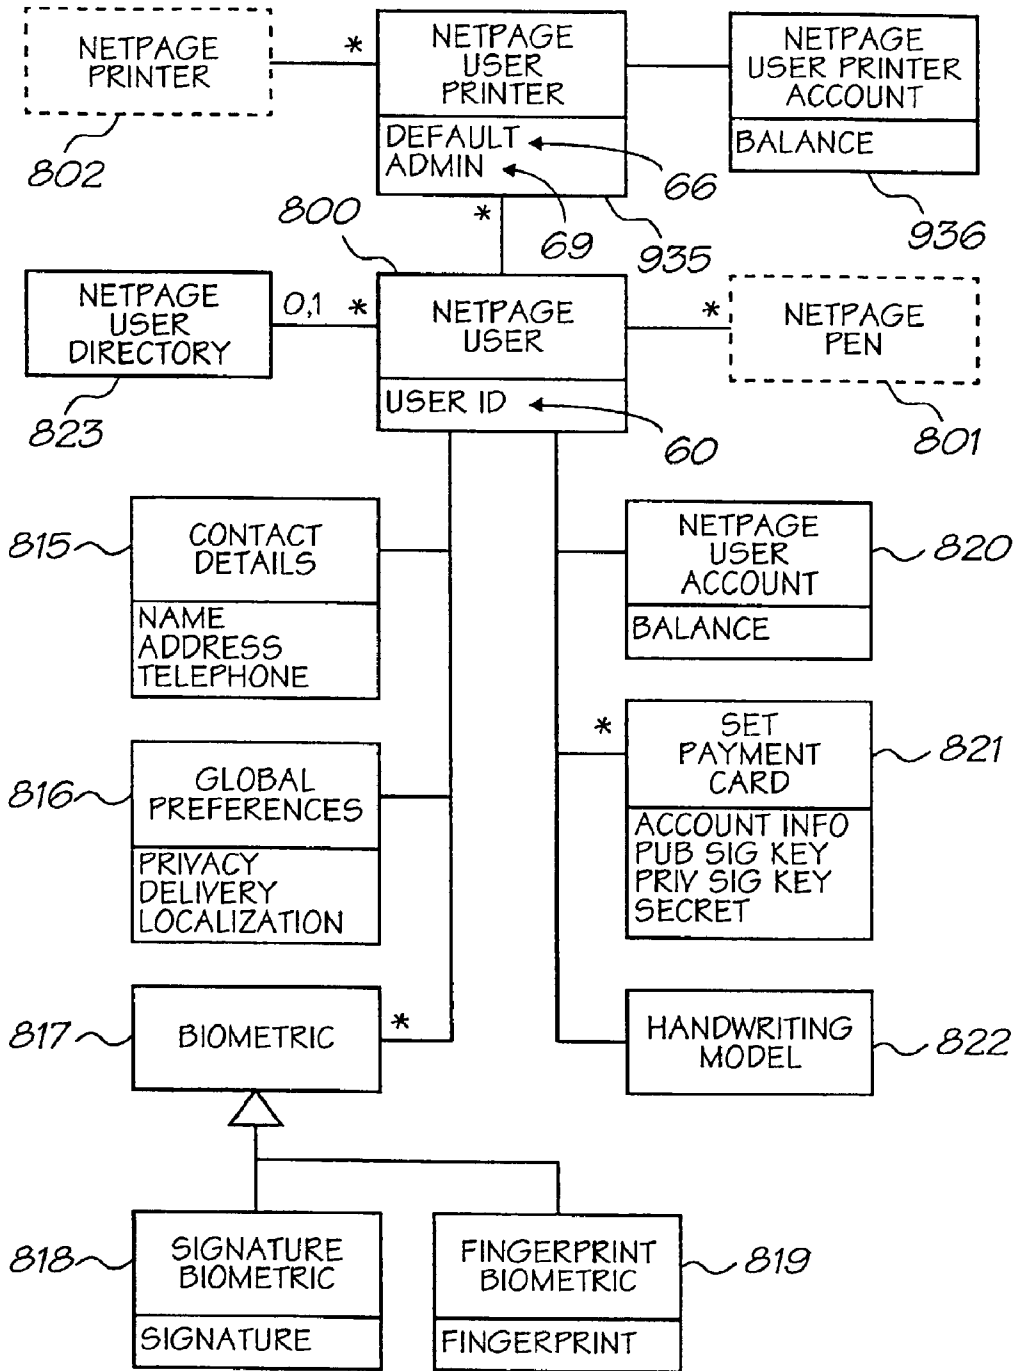 NETPAGE
PRINTER
802
*
NETPAGE
USER
PRINTER
DEFAULT
ADMIN
66
69
935
*
NETPAGE
USER PRINTER
ACCOUNT
BALANCE
936
800
NETPAGE
USER
DIRECTORY
823
0,1
*
NETPAGE
USER
USER ID
60
*
NETPAGE
PEN
801
815
CONTACT
DETAILS
NAME
ADDRESS
TELEPHONE
NETPAGE
USER
ACCOUNT
BALANCE
820
816
GLOBAL
PREFERENCES
PRIVACY
DELIVERY
LOCALIZATION
*
SET
PAYMENT
CARD
ACCOUNT INFO
PUB SIG KEY
PRIV SIG KEY
SECRET
821
817
BIOMETRIC
*
HANDWRITING
MODEL
822
818
SIGNATURE
BIOMETRIC
SIGNATURE
FINGERPRINT
BIOMETRIC
FINGERPRINT
819